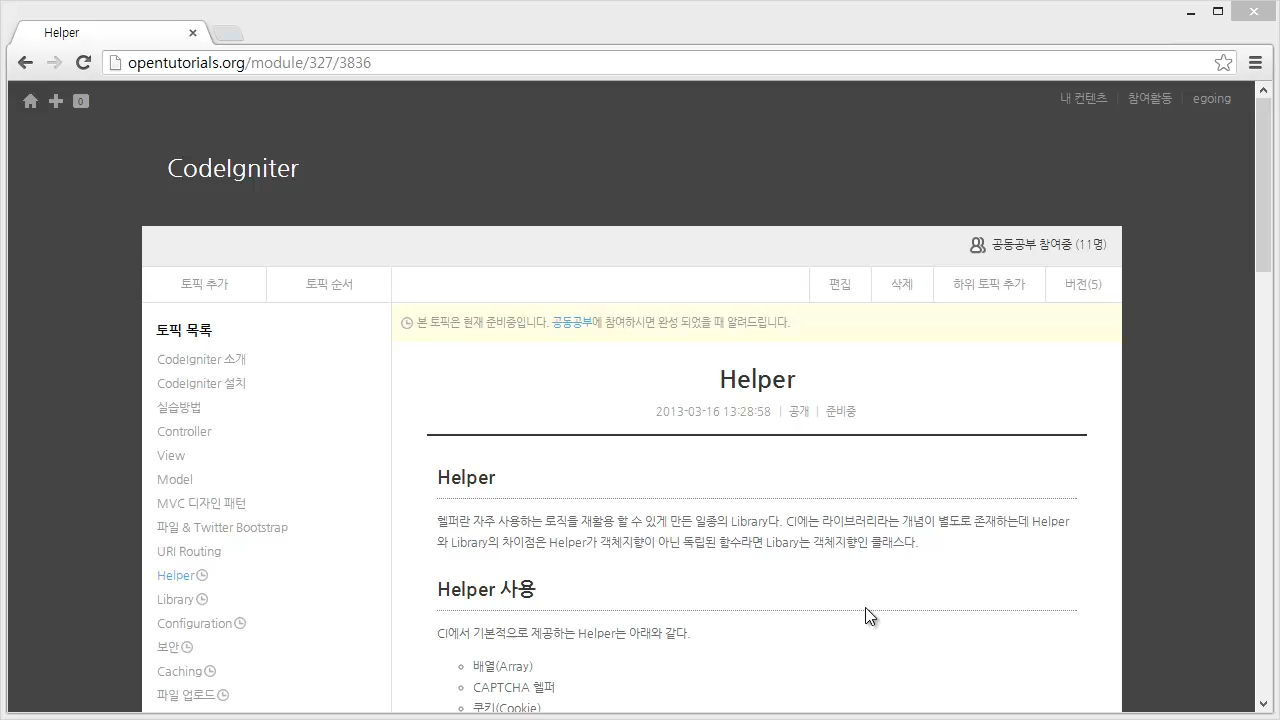 Helper
opentutorials.org/module/327/3836
0
내 컨텐츠
참여활동
egoing
CodeIgniter
공동공부 참여중 (11명)
토픽 추가
토픽 순서
편집
삭제
하위 토픽 추가
버전(5)
토픽 목록
CodeIgniter 소개
CodeIgniter 설치
실습방법
Controller
View
Model
MVC 디자인 패턴
파일 & Twitter Bootstrap
URI Routing
Helper
Library
Configuration
보안
Caching
파일 업로드
본 토픽은 현재 준비중입니다. 공동공부에 참여하시면 완성 되었을 때 알려드립니다.
Helper
2013-03-16 13:28:58 | 공개 | 준비중
Helper
헬퍼란 자주 사용하는 로직을 재활용 할 수 있게 만든 일종의 Library다. CI에는 라이브러리라는 개념이 별도로 존재하는데 Helper
와 Library의 차이점은 Helper가 객체지향이 아닌 독립된 함수라면 Libary는 객체지향인 클래스다.
Helper 사용
CI에서 기본적으로 제공하는 Helper는 아래와 같다.
배열(Array)
CAPTCHA 헬퍼
쿠키(Cookie)